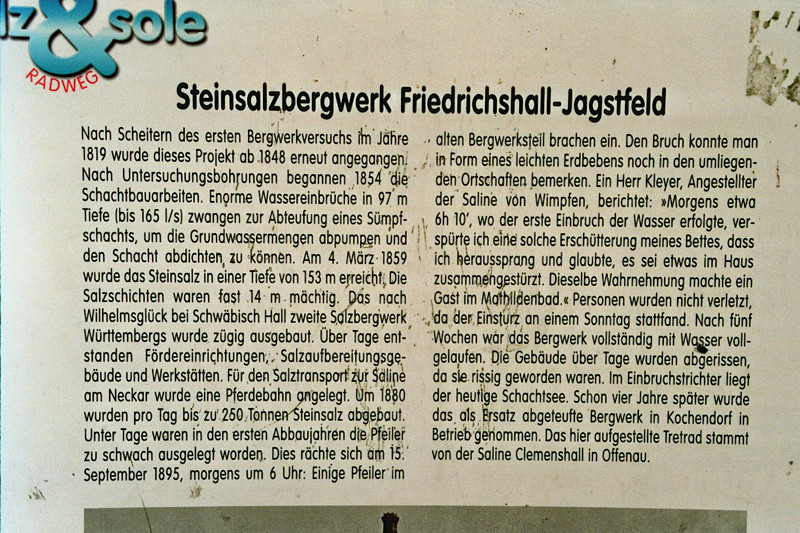 lz & sole
RADWEG
Steinsalzbergwerk Friedrichshall-Jagstfeld
Nach Scheitern des ersten Bergwerkversuchs im Jahre
1819 wurde dieses Projekt ab 1848 erneut angegangen.
Nach Untersuchungsbohrungen begannen 1854 die
Schachtbauarbeiten. Enorme Wassereinbrüche in 97 m
Tiefe (bis 165 l/s) zwangen zur Abteufung eines Sümpf-
schachts, um die Grundwassermengen abpumpen und
den Schacht abdichten zu können. Am 4. März 1859
wurde das Steinsalz in einer Tiefe von 153 m erreicht. Die
Salzschichten waren fast 14 m mächtig. Das nach
Wilhelmsglück bei Schwäbisch Hall zweite Salzbergwerk
Württembergs wurde zügig ausgebaut. Über Tage ent-
standen Fördereinrichtungen, Salzaufbereitungsge-
bäude und Werkstätten. Für den Salztransport zur Saline
am Neckar wurde eine Pferdebahn angelegt. Um 1880
wurden pro Tag bis zu 250 Tonnen Steinsalz abgebaut.
Unter Tage waren in den ersten Abbaujahren die Pfeiler
zu schwach ausgelegt worden. Dies rächte sich am 15.
September 1895, morgens um 6 Uhr: Einige Pfeiler im
alten Bergwerksteil brachen ein. Den Bruch konnte man
in Form eines leichten Erdbebens noch in den umliegen-
den Ortschaften bemerken. Ein Herr Kleyer, Angestellter
der Saline von Wimpfen, berichtet: »Morgens etwa
6h 10', wo der erste Einbruch der Wasser erfolgte, ver-
spürte ich eine solche Erschütterung meines Bettes, dass
ich heraussprang und glaubte, es sei etwas im Haus
zusammengestürzt. Dieselbe Wahrnehmung machte ein
Gast im Mathildenbad.« Personen wurden nicht verletzt,
da der Einsturz an einem Sonntag stattfand. Nach fünf
Wochen war das Bergwerk vollständig mit Wasser voll-
gelaufen. Die Gebäude über Tage wurden abgerissen,
da sie rissig geworden waren. Im Einbruchstrichter liegt
der heutige Schachtsee. Schon vier Jahre später wurde
das als Ersatz abgeteufte Bergwerk in Kochendorf in
Betrieb genommen. Das hier aufgestellte Tretrad stammt
von der Saline Clemenshall in Offenau.